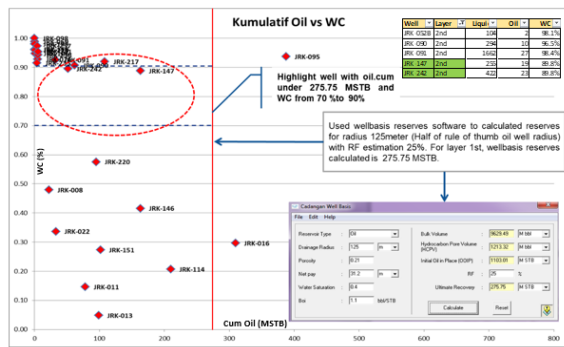 Kumulatif Oil vs WC
Well Layer Liqui Oil WC
JRK-0528 2nd 104 2 98.1%
JRK-090 2nd 294 10 96.5%
JRK-091 2nd 1662 27 98.4%
JRK-147 2nd 255 19 89.8%
JRK-242 2nd 422 23 89.8%
1.00
0.90
0.80
0.70
0.60
0.50
0.40
0.30
0.20
0.10
0.00
WC (%)
JRK-098
JRK-217
JRK-242
JRK-147
JRK-095
JRK-220
JRK-008
JRK-146
JRK-022
JRK-016
JRK-151
JRK-114
JRK-011
JRK-013
Highlight well with oil.cum
under 275.75 MSTB and
WC from 70 %to 90%
Used wellbasis reserves software to calculated reserves
for radius 125meter (Half of rule of thumb oil well radius)
with RF estimation 25%. For layer 1st, wellbasis reserves
calculated is 275.75 MSTB.
Cadangan Well Basis
File Edit Help
Reservoir Type : Oil
Drainage Radius : 125 m
Porosity : 0.21
Net pay : 31.2 m
Water Saturation : 0.4
Boi : 1.1 bbl/STB
Bulk Volume : 9629.49
Hydrocarbon Pore Volume (HCPV) : 1213.32
Initial Oil in Place (OOIP) : 1103.01 M STB
RF : 25 %
Ultimate Recovery : 275.75 M STB
Calculate Reset
Cum Oil (MSTB)
0 100 200 300 400 500 600 700 800